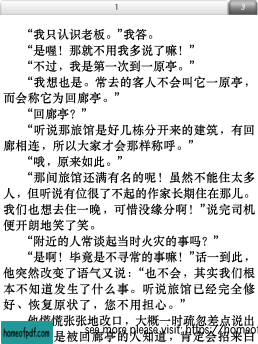 1
3
“我只认识老板。”我答。
“是喔！那就不用我多说了嘛！”
“不过，我是第一次到一原亭。”
“我想也是。常去的客人不会叫它一原亭，
而会称它为回廊亭。”
“回廊亭？”
“听说那旅馆是好几栋分开来的建筑，有回
廊相连，所以大家才会那样称呼。”
“哦，原来如此。”
“那间旅馆还满有名的呢！虽然不能住太多
人，但听说有位很了不起的作家长期住在那儿。
我们也想去住一晚，可惜没缘分啊！”说完司机
便开朗地笑了笑。
“附近的人常谈起当时火灾的事吗？”
“是啊！毕竟是不寻常的事嘛！”话一到此，
他突然改变了语气又说：“也不会，其实我们根
本不知道发生了什么事。听说旅馆已经完全修
好、恢复原状了，您不用担心。”
他慌慌张张地改口，大概一时疏忽差点说出
是被回廊亭的人知道，肯定会招来白
homeofpdf.com
see more please visit: https://homeof